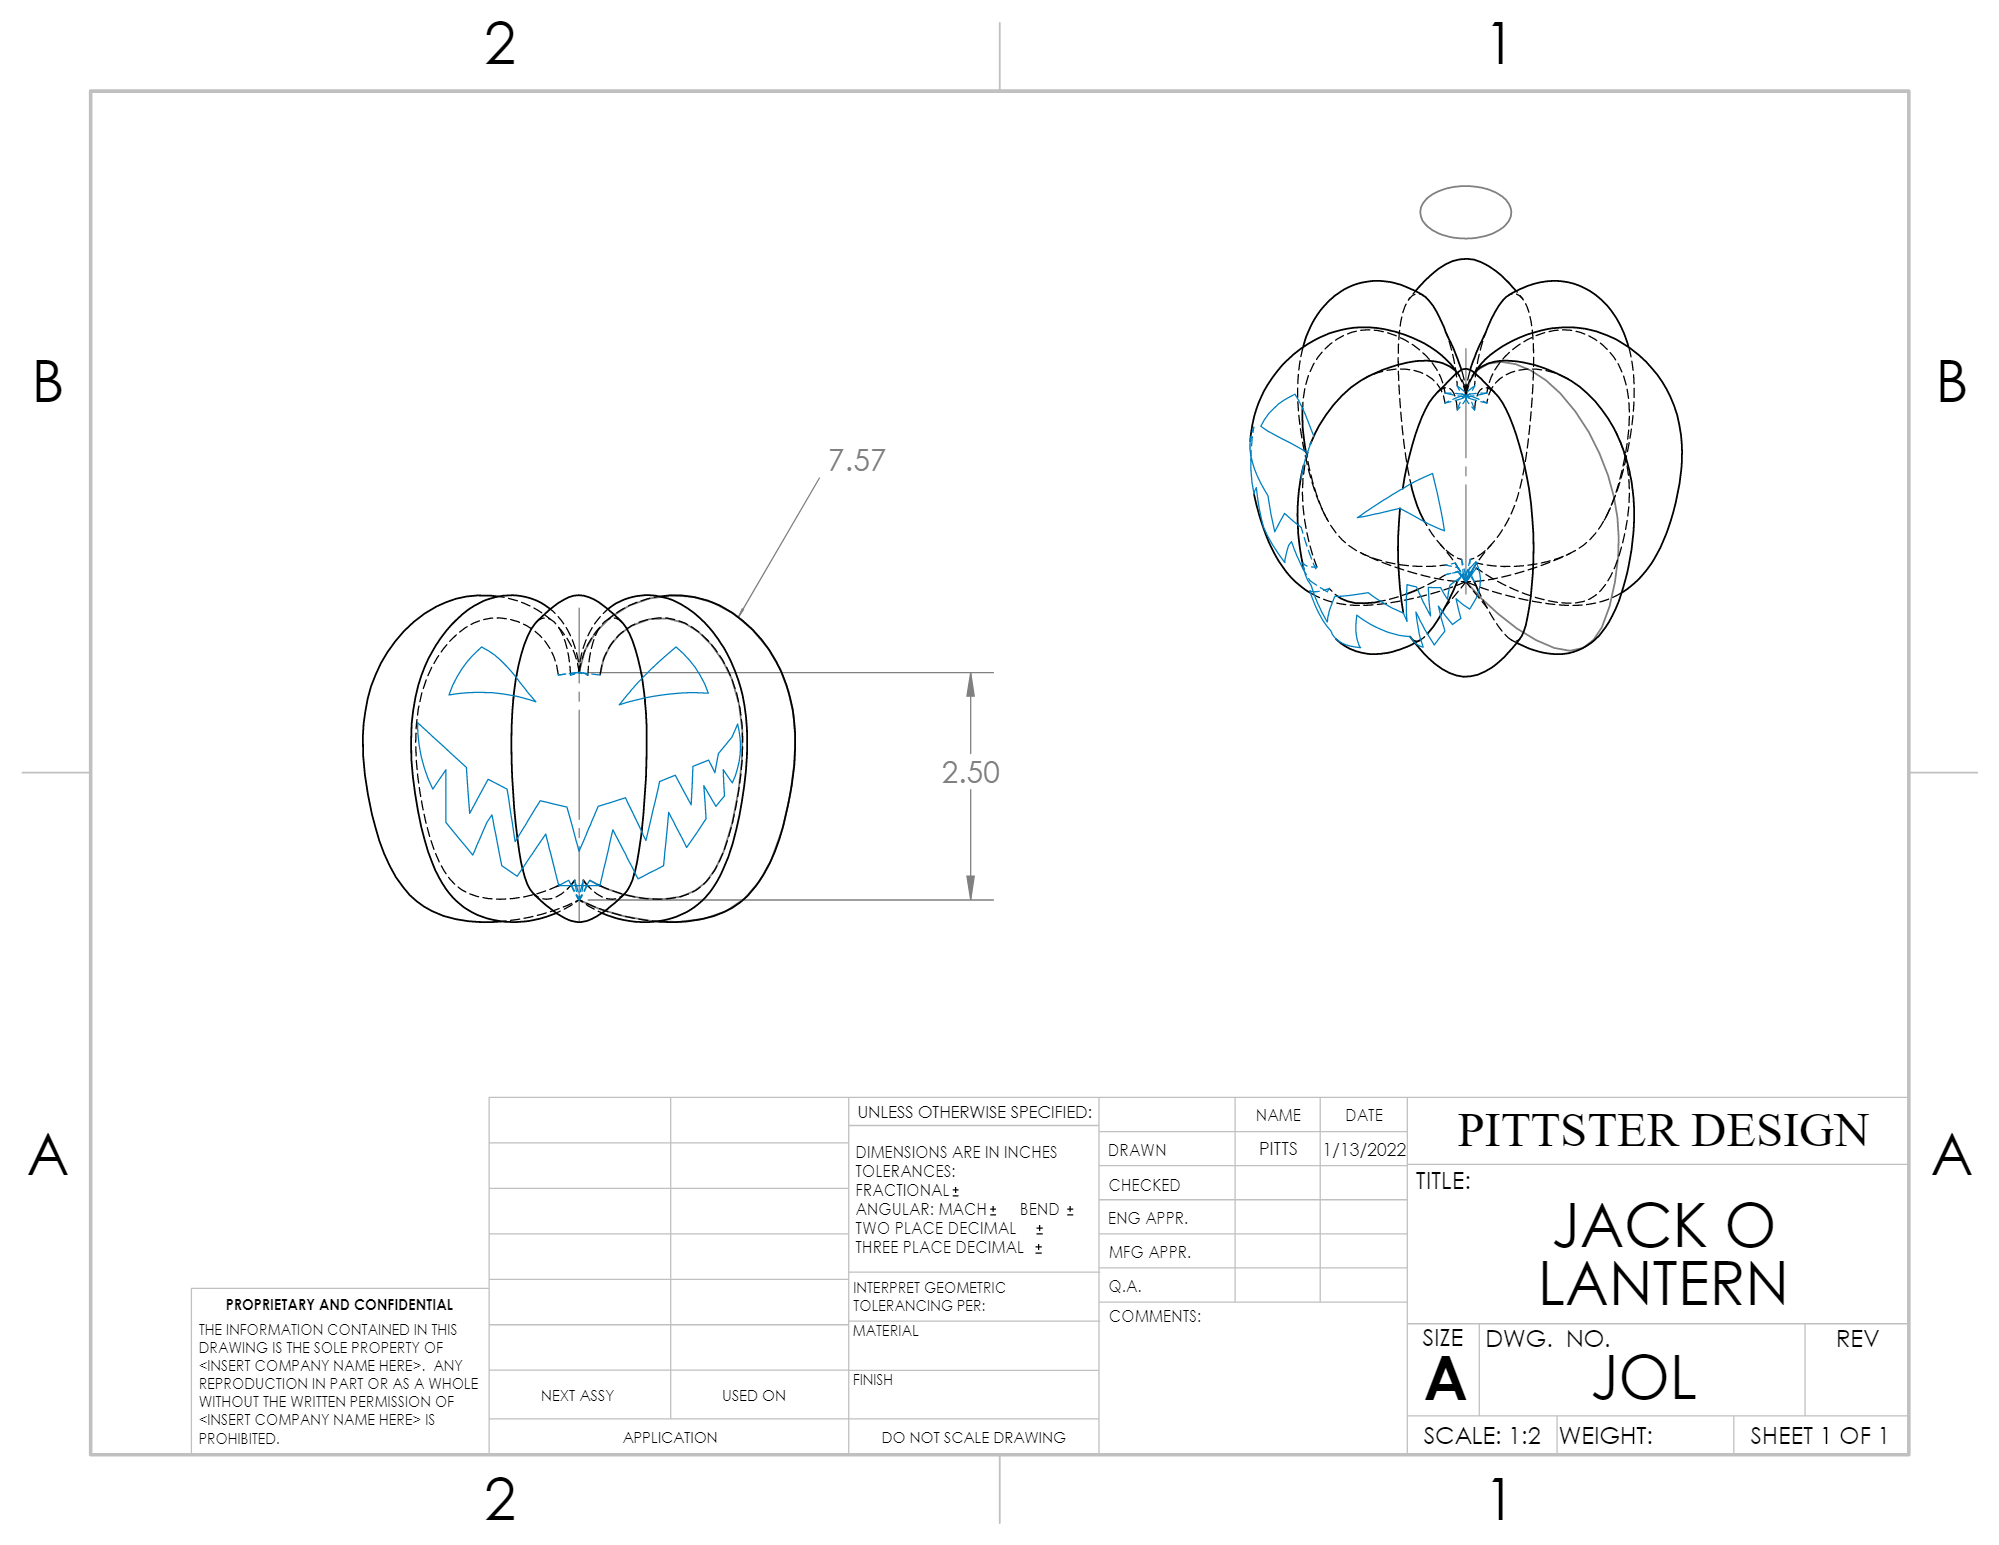 2 1
B B
7.57
2.50
A A
UNLESS OTHERWISE SPECIFIED:
DIMENSIONS ARE IN INCHES
TOLERANCES:
FRACTIONAL ±
ANGULAR: MACH ± BEND ±
TWO PLACE DECIMAL ±
THREE PLACE DECIMAL ±
INTERPRET GEOMETRIC
TOLERANCING PER:
MATERIAL
FINISH
DO NOT SCALE DRAWING
NAME DATE
DRAWN PITTS 1/13/2022
CHECKED
ENG APPR.
MFG APPR.
Q.A.
COMMENTS:
PITTSTER DESIGN
TITLE:
JACK O
LANTERN
SIZE DWG. NO. REV
A JOL
SCALE: 1:2 WEIGHT: SHEET 1 OF 1
PROPRIETARY AND CONFIDENTIAL
THE INFORMATION CONTAINED IN THIS
DRAWING IS THE SOLE PROPERTY OF
<INSERT COMPANY NAME HERE>. ANY
REPRODUCTION IN PART OR AS A WHOLE
WITHOUT THE WRITTEN PERMISSION OF
<INSERT COMPANY NAME HERE> IS
PROHIBITED.
NEXT ASSY USED ON
APPLICATION
2 1